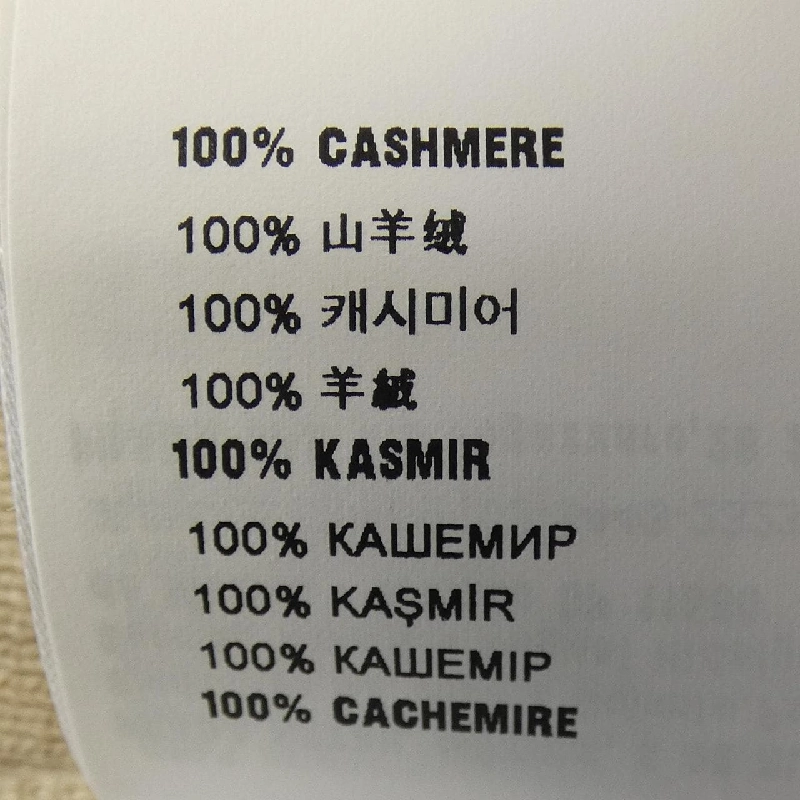 100% CASHMERE
100% 山羊绒
100% 캐시미어
100% 羊絨
100% KASMIR
100% КАШЕМИР
100% KAŞMİR
100% КАШЕМІР
100% CACHEMIRE